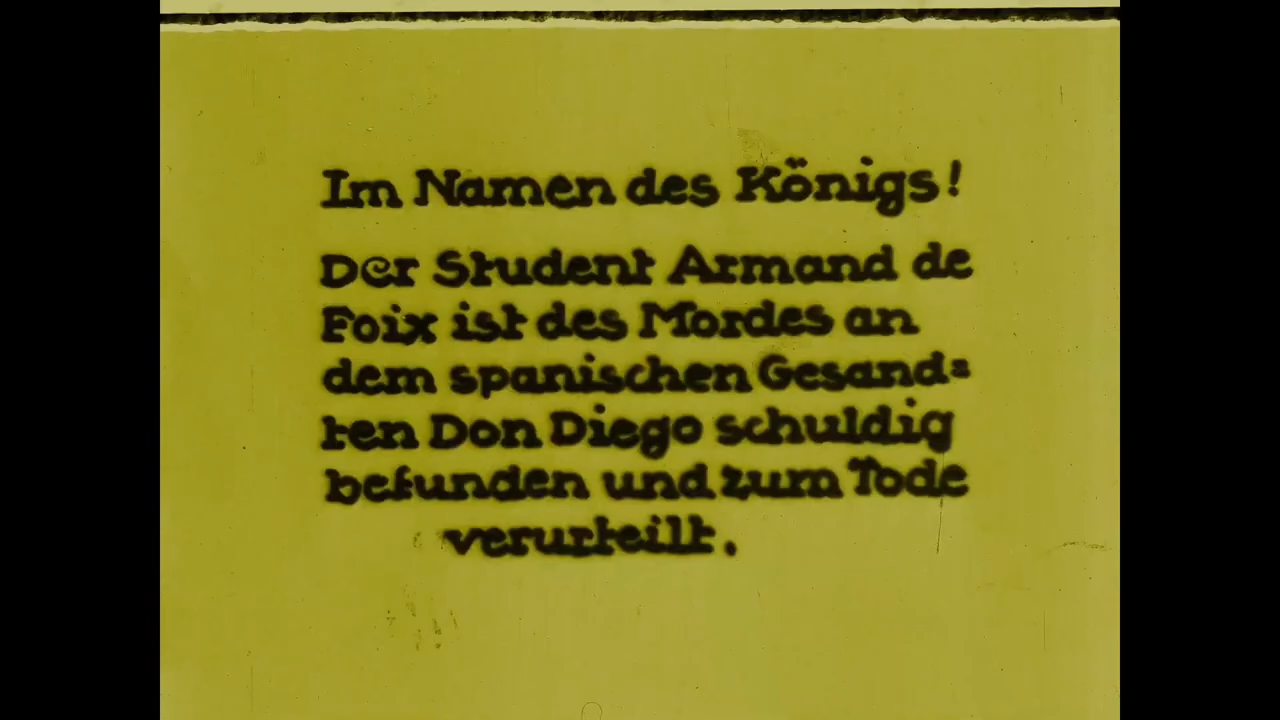 Im Namen des Königs!
Der Student Armand de
Foix ist des Mordes an
dem spanischen Gesand=
ten Don Diego schuldig
befunden und zum Tode
verurteilt.